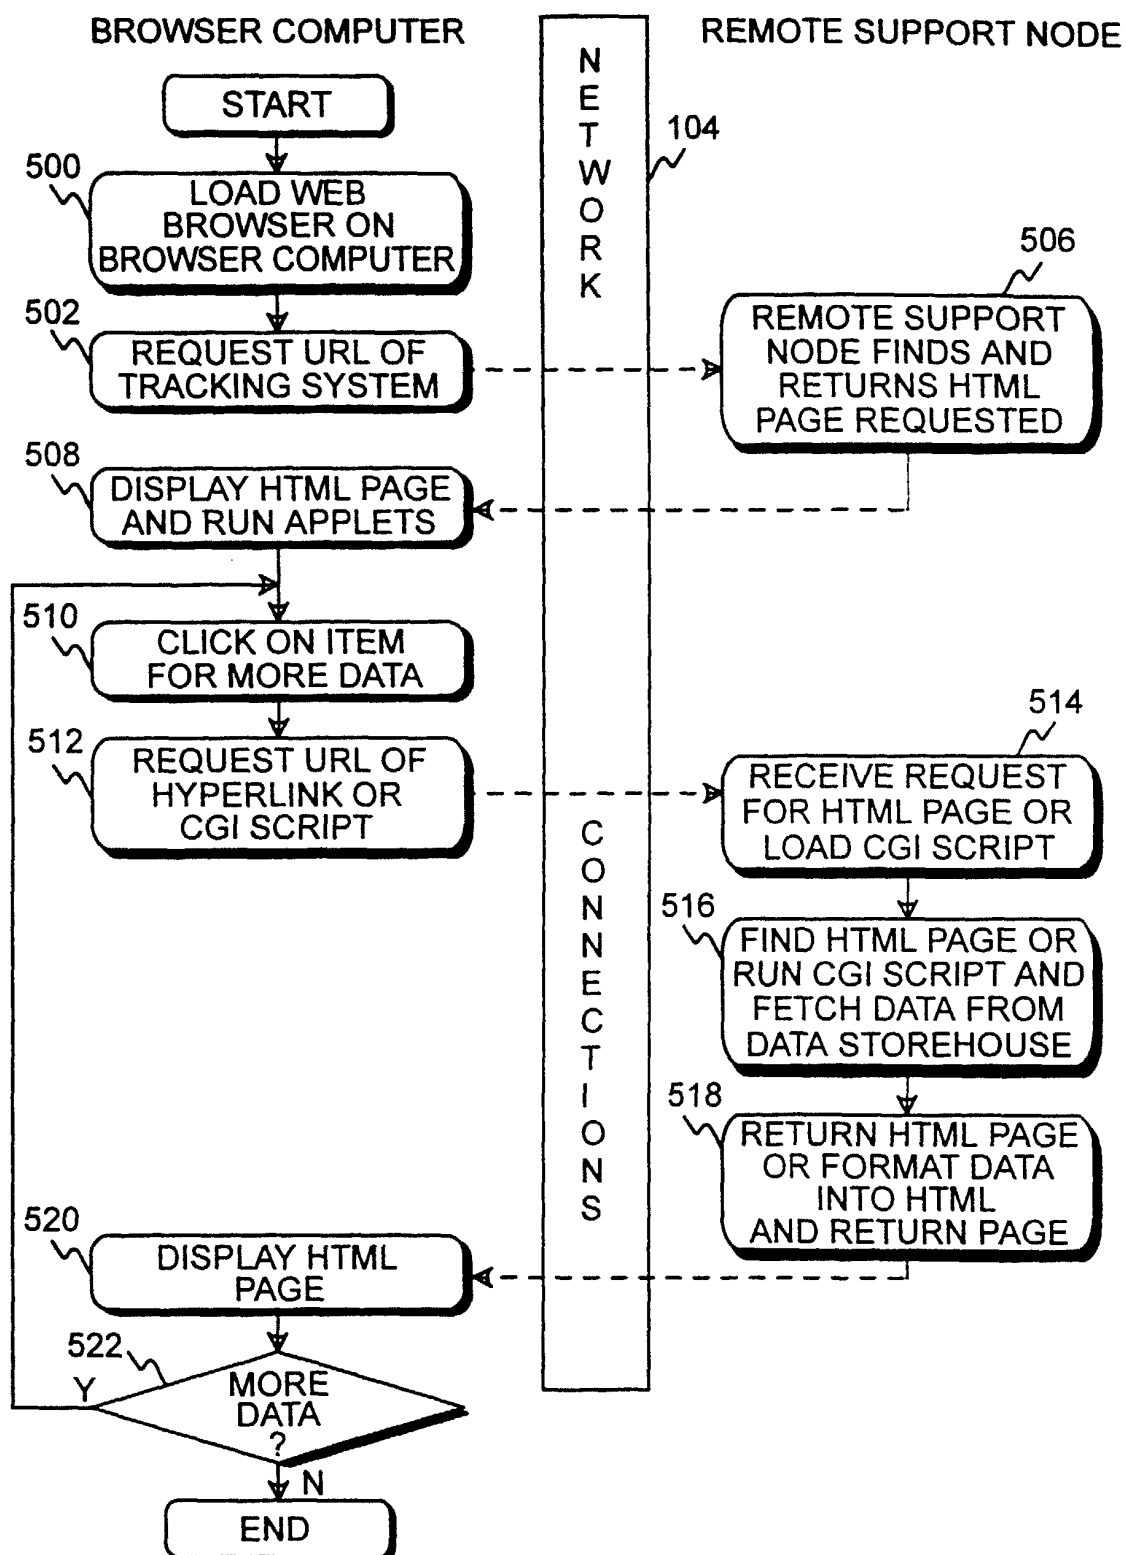 BROWSER COMPUTER
REMOTE SUPPORT NODE
START
NETWORK
104
500
LOAD WEB
BROWSER ON
BROWSER COMPUTER
506
502
REQUEST URL OF
TRACKING SYSTEM
REMOTE SUPPORT
NODE FINDS AND
RETURNS HTML
PAGE REQUESTED
508
DISPLAY HTML PAGE
AND RUN APPLETS
510
CLICK ON ITEM
FOR MORE DATA
512
REQUEST URL OF
HYPERLINK OR
CGI SCRIPT
514
RECEIVE REQUEST
FOR HTML PAGE OR
LOAD CGI SCRIPT
CONNECTIONS
516
FIND HTML PAGE OR
RUN CGI SCRIPT AND
FETCH DATA FROM
DATA STOREHOUSE
518
RETURN HTML PAGE
OR FORMAT DATA
INTO HTML
AND RETURN PAGE
520
DISPLAY HTML
PAGE
522
Y
MORE
DATA
?
N
END